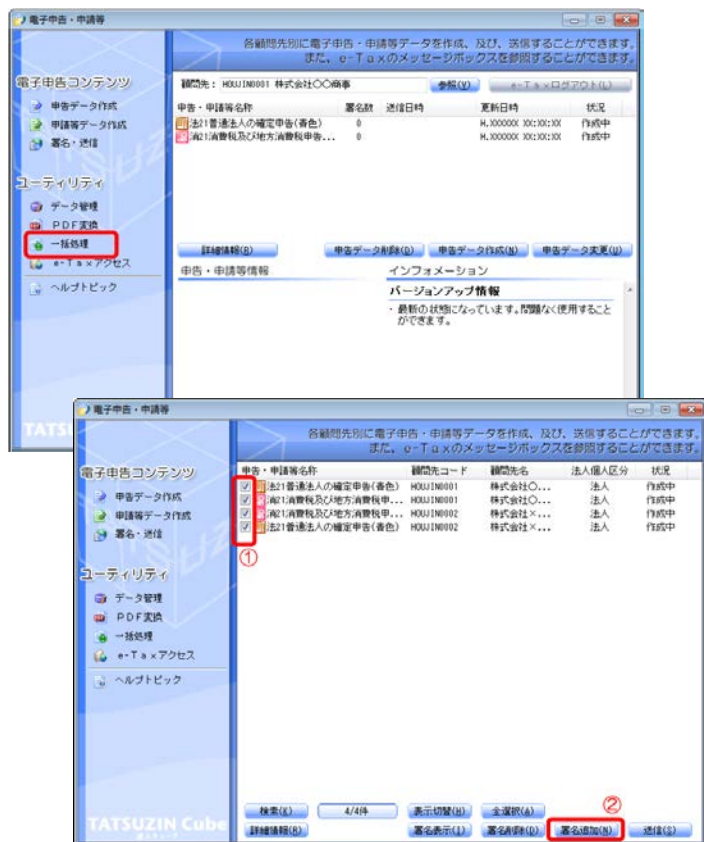 電子申告・申請等
各顧問先別に電子申告・申請等データを作成、及び、送信することができます。
また、e-Taxのメッセージボックスを参照することができます。
電子申告コンテンツ
申告データ作成
申請等データ作成
署名・送信
ユーティリティ
データ管理
PDF変換
一括処理
e-Taxアクセス
ヘルプトピック
顧問先: HOUJIN0001 株式会社〇〇商事 参照(V) e-Taxログアウト(L)
申告・申請等名称 署名数 送信日時 更新日時 状況
法21普通法人の確定申告(青色) 0 H.XXXXXX XX:XX:XX 作成中
消21消費税及び地方消費税申告... 0 H.XXXXXX XX:XX:XX 作成中
詳細情報(R) 申告データ削除(D) 申告データ作成(N) 申告データ変更(U)
申告・申請等情報 インフォメーション
バージョンアップ情報
・最新の状態になっています。問題なく使用すること
ができます。
TATSU
電子申告・申請等
各顧問先別に電子申告・申請等データを作成、及び、送信することができます。
また、e-Taxのメッセージボックスを参照することができます。
電子申告コンテンツ
申告データ作成
申請等データ作成
署名・送信
ユーティリティ
データ管理
PDF変換
一括処理
e-Taxアクセス
ヘルプトピック
申告・申請等名称 顧問先コード 顧問先名 法人個人区分 状況
法21普通法人の確定申告(青色) HOUJIN0001 株式会社〇... 法人 作成中
消21消費税及び地方消費税申... HOUJIN0001 株式会社〇... 法人 作成中
消21消費税及び地方消費税申... HOUJIN0002 株式会社×... 法人 作成中
法21普通法人の確定申告(青色) HOUJIN0002 株式会社×... 法人 作成中
①
②
検索(K) 4/4件 表示切替(H) 全選択(A)
詳細情報(R) 署名表示(I) 署名削除(D) 署名追加(N) 送信(S)
TATSUZIN Cube